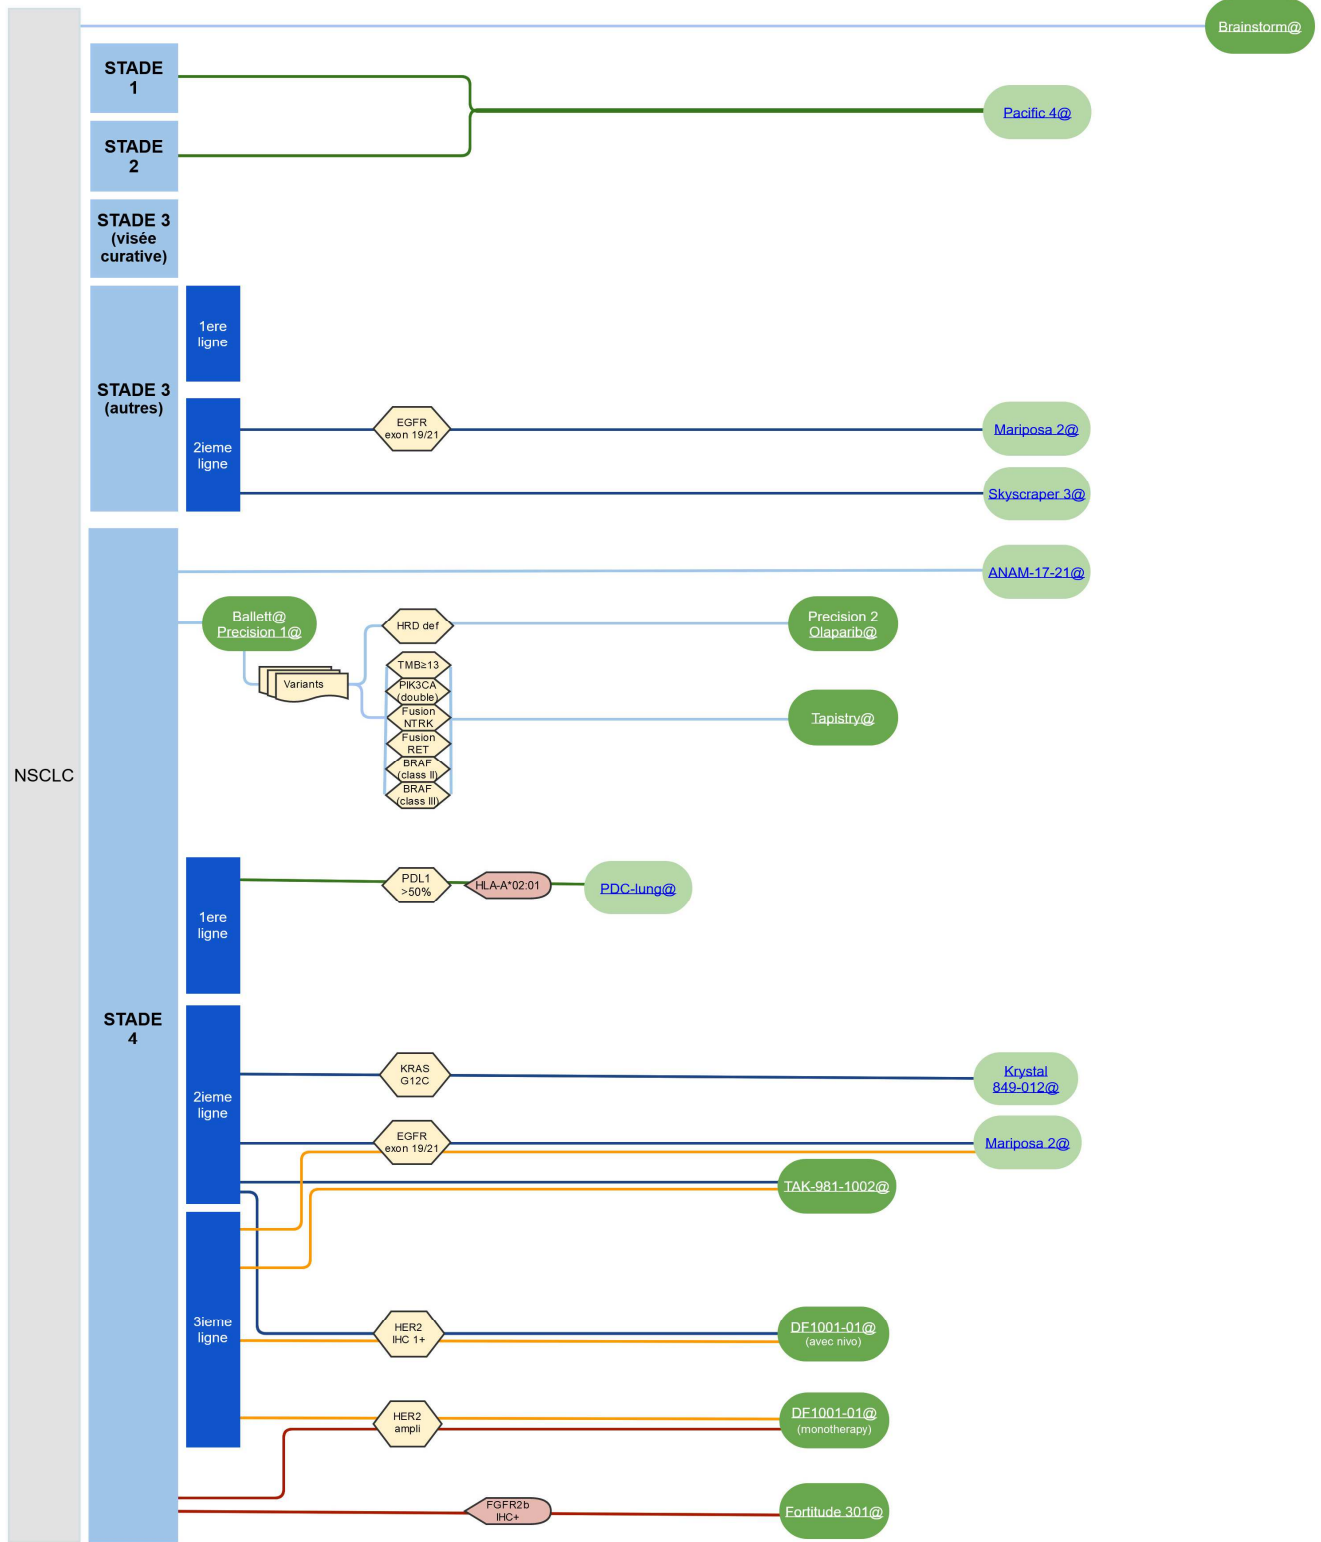 Brainstorm@
STADE
1
Pacific 4@
STADE
2
STADE 3
(visée
curative)
1ere
ligne
STADE 3
(autres)
EGFR
exon 19/21
Mariposa 2@
2ieme
ligne
Skyscraper 3@
ANAM-17-21@
Ballett@
Precision 1@
HRD def
Precision 2
Olaparib@
Variants
TMB≥13
PIK3CA
(double)
Fusion
NTRK
Fusion
RET
BRAF
(class II)
BRAF
(class III)
Tapistry@
NSCLC
1ere
ligne
PDL1
>50%
HLA-A*02:01
PDC-lung@
STADE
4
2ieme
ligne
KRAS
G12C
Krystal
849-012@
EGFR
exon 19/21
Mariposa 2@
TAK-981-1002@
3ieme
ligne
HER2
IHC 1+
DF1001-01@
(avec nivo)
HER2
ampli
DF1001-01@
(monotherapy)
FGFR2b
IHC+
Fortitude 301@